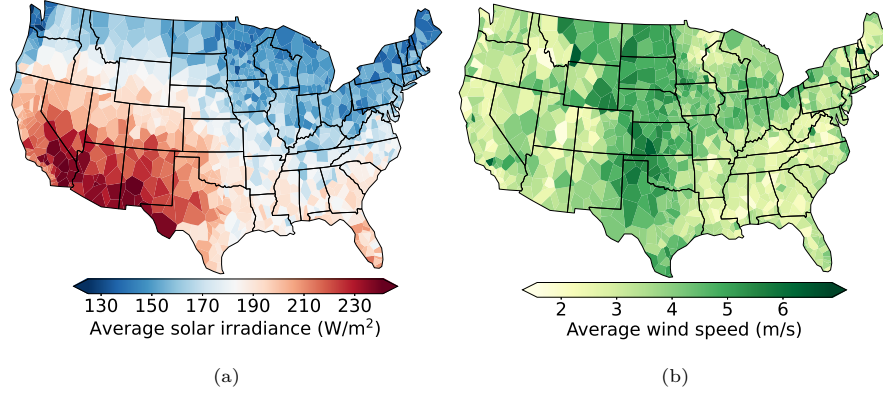 130 150 170 190 210 230
Average solar irradiance (W/m²)
(a)
2 3 4 5 6
Average wind speed (m/s)
(b)